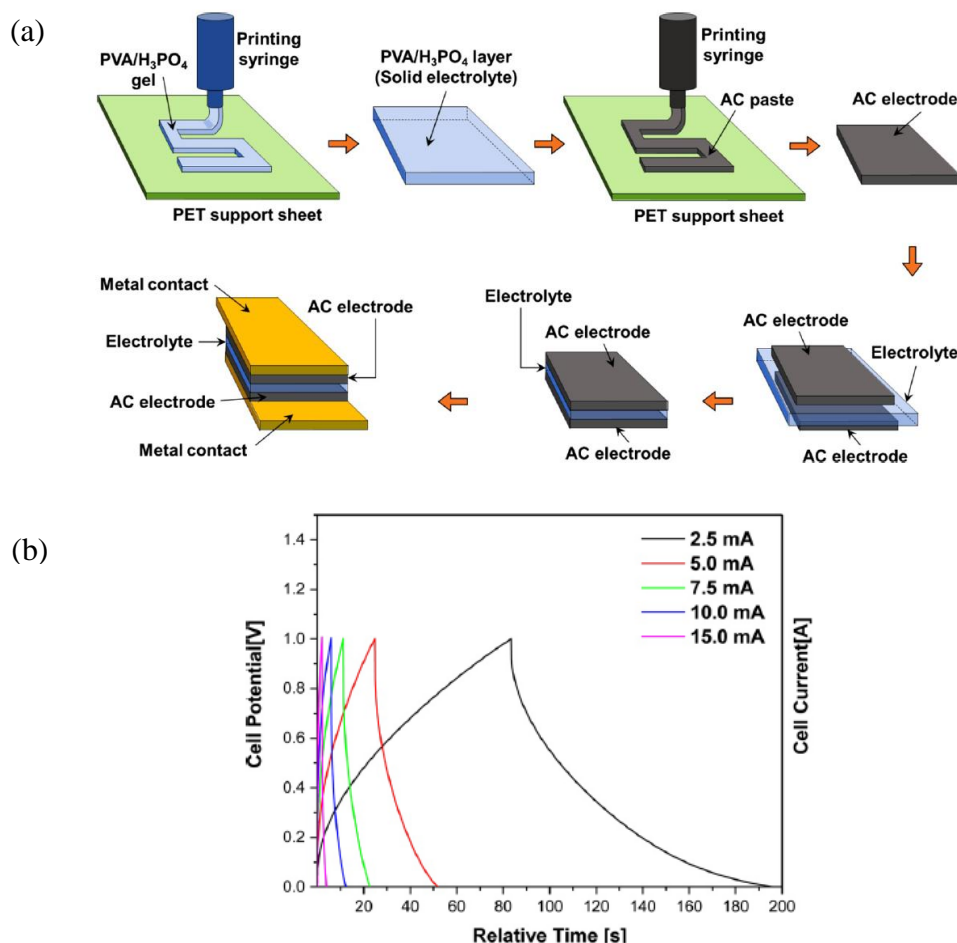 (a)
Printing
syringe
PVA/H₃PO₄
gel
PET support sheet
PVA/H₃PO₄ layer
(Solid electrolyte)
Printing
syringe
AC paste
PET support sheet
AC electrode
Metal contact
AC electrode
Electrolyte
AC electrode
Metal contact
Electrolyte
AC electrode
AC electrode
AC electrode
Electrolyte
AC electrode
(b)
Cell Potential[V]
1.4
1.2
1.0
0.8
0.6
0.4
0.2
0.0
2.5 mA
5.0 mA
7.5 mA
10.0 mA
15.0 mA
Cell Current[A]
20 40 60 80 100 120 140 160 180 200
Relative Time [s]